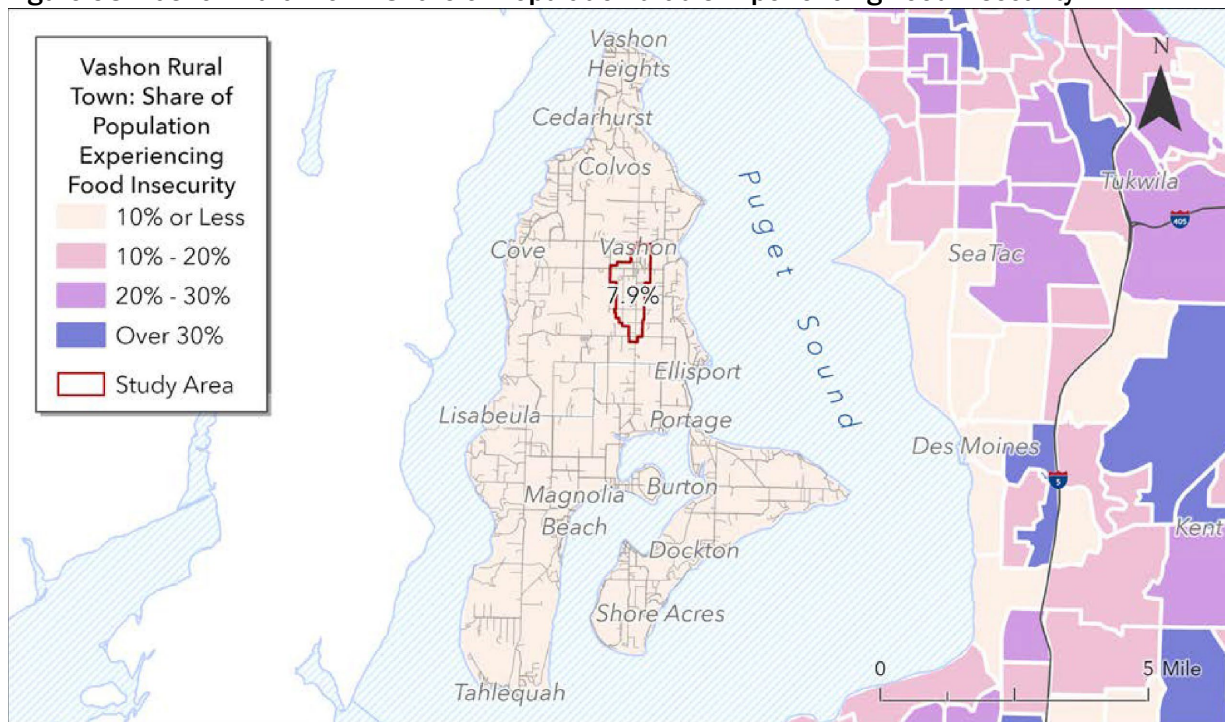 Vashon Rural
Town: Share of
Population
Experiencing
Food Insecurity
10% or Less
10% - 20%
20% - 30%
Over 30%
Study Area
Vashon
Heights
Cedarhurst
Colvos
Cove
Vashon
7.9%
Ellisport
Lisabeula
Portage
Magnolia
Beach
Burton
Dockton
Shore Acres
Tahlequah
Puget Sound
N
Tukwila
405
SeaTac
Des Moines
5
Kent
0
5 Mile